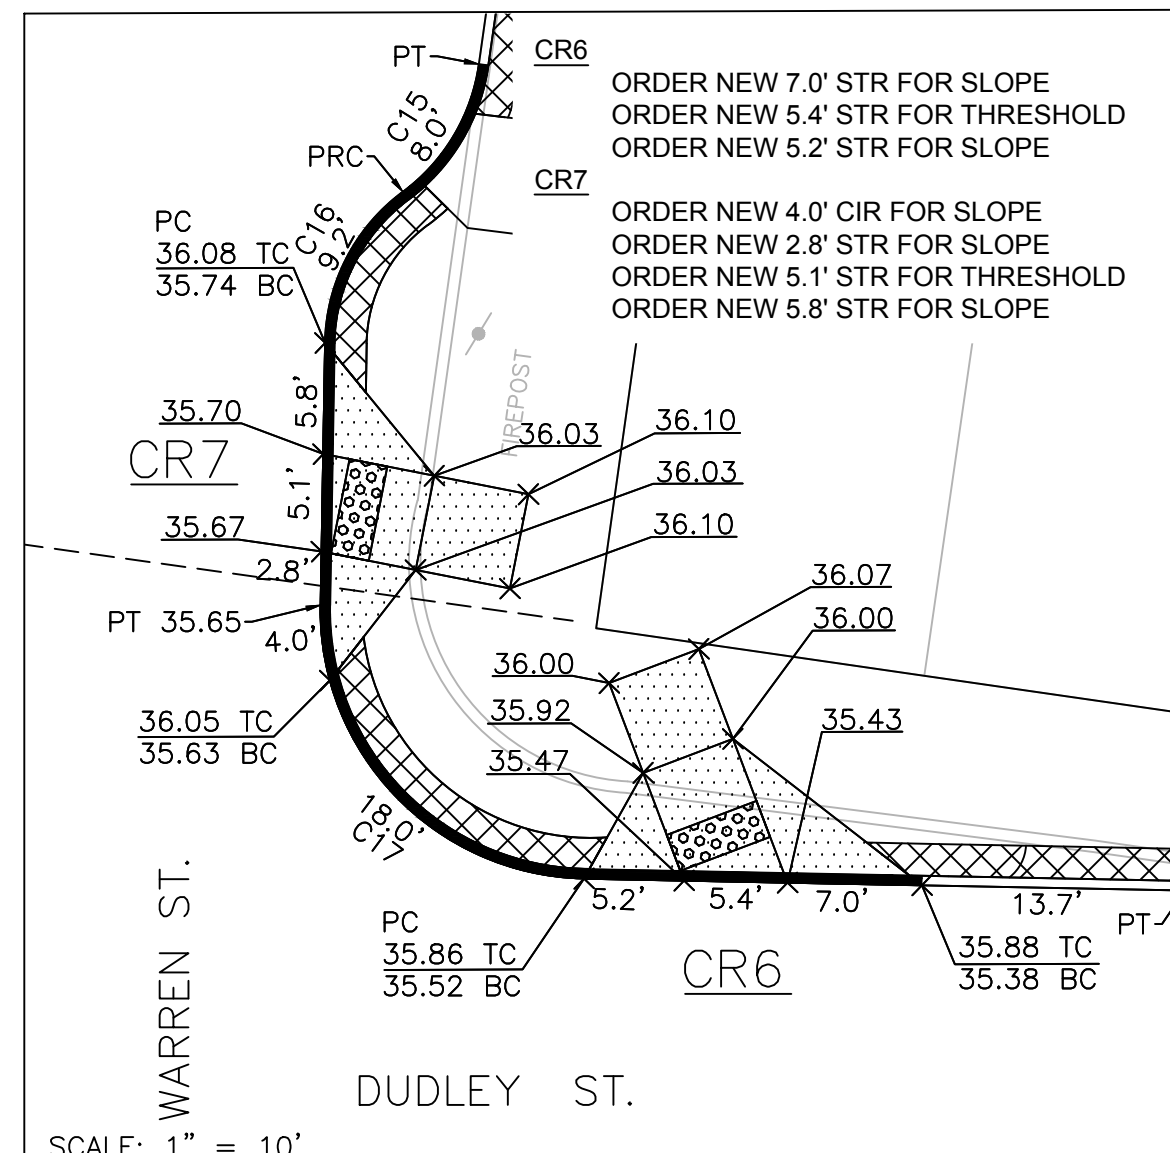 PT
CR6
ORDER NEW 7.0' STR FOR SLOPE
ORDER NEW 5.4' STR FOR THRESHOLD
ORDER NEW 5.2' STR FOR SLOPE
CR7
ORDER NEW 4.0' CIR FOR SLOPE
ORDER NEW 2.8' STR FOR SLOPE
ORDER NEW 5.1' STR FOR THRESHOLD
ORDER NEW 5.8' STR FOR SLOPE
C15
8.0'
PRC
C16
9.2'
PC
36.08 TC
35.74 BC
FIREPOST
5.8'
35.70
36.03
36.10
CR7
36.03
5.1'
35.67
36.10
2.8'
PT 35.65
4.0'
36.07
36.00
36.00
35.92
35.43
35.47
36.05 TC
35.63 BC
18.0'
C17
5.2'
5.4'
7.0'
13.7'
PT
PC
35.86 TC
35.52 BC
CR6
35.88 TC
35.38 BC
WARREN ST.
DUDLEY ST.
SCALE: 1" = 10'